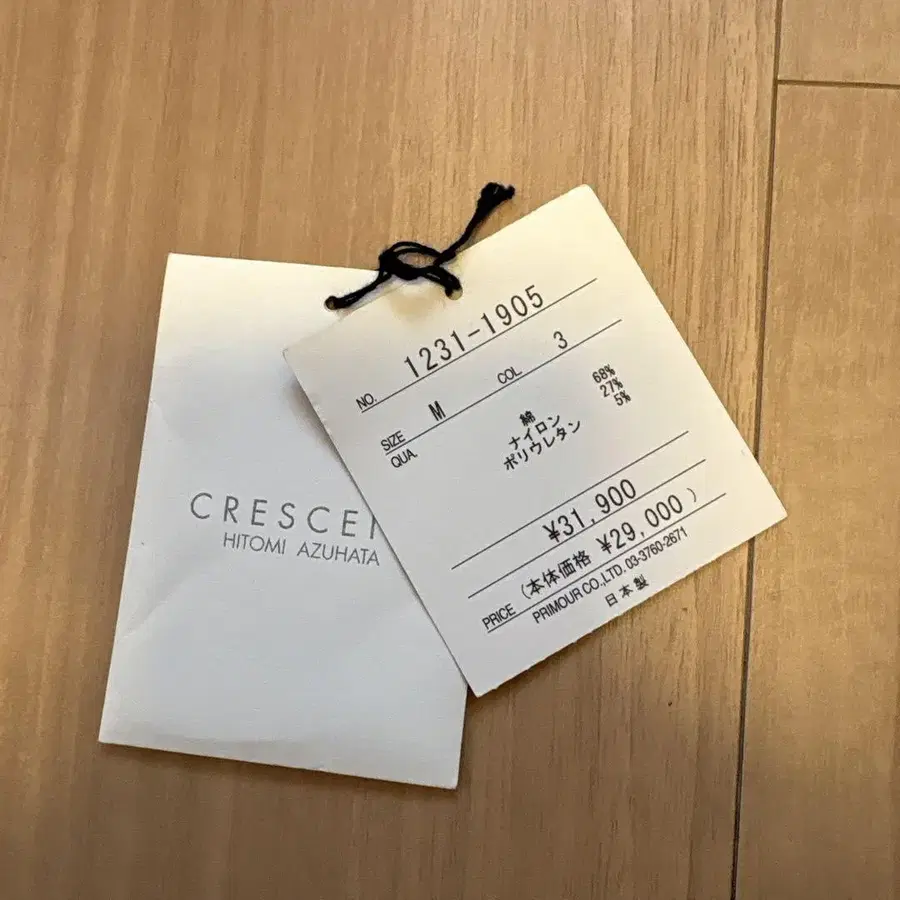 CRESCE
HITOMI AZUHATA
NO. 1231-1905
SIZE M COL 3
QUA. 綿 68%
ナイロン 27%
ポリウレタン 5%
¥31,900
PRICE (本体価格 ¥29,000)
PRIMOUR CO.,LTD. 03-3760-2671
日本製